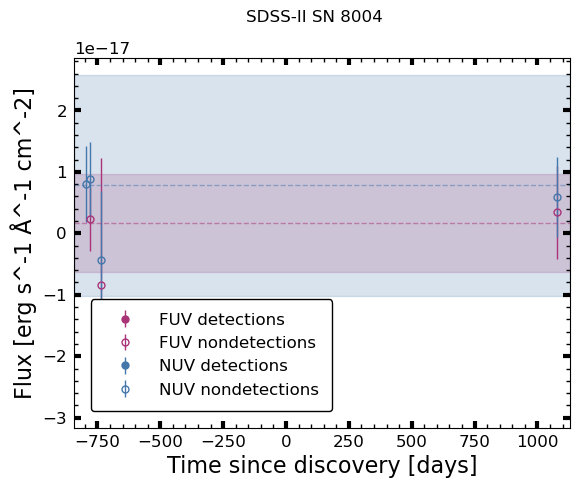 SDSS-II SN 8004
1e−17
Flux [erg s^-1 Å^-1 cm^-2]
2
1
0
−1
−2
−3
FUV detections
FUV nondetections
NUV detections
NUV nondetections
−750 −500 −250 0 250 500 750 1000
Time since discovery [days]